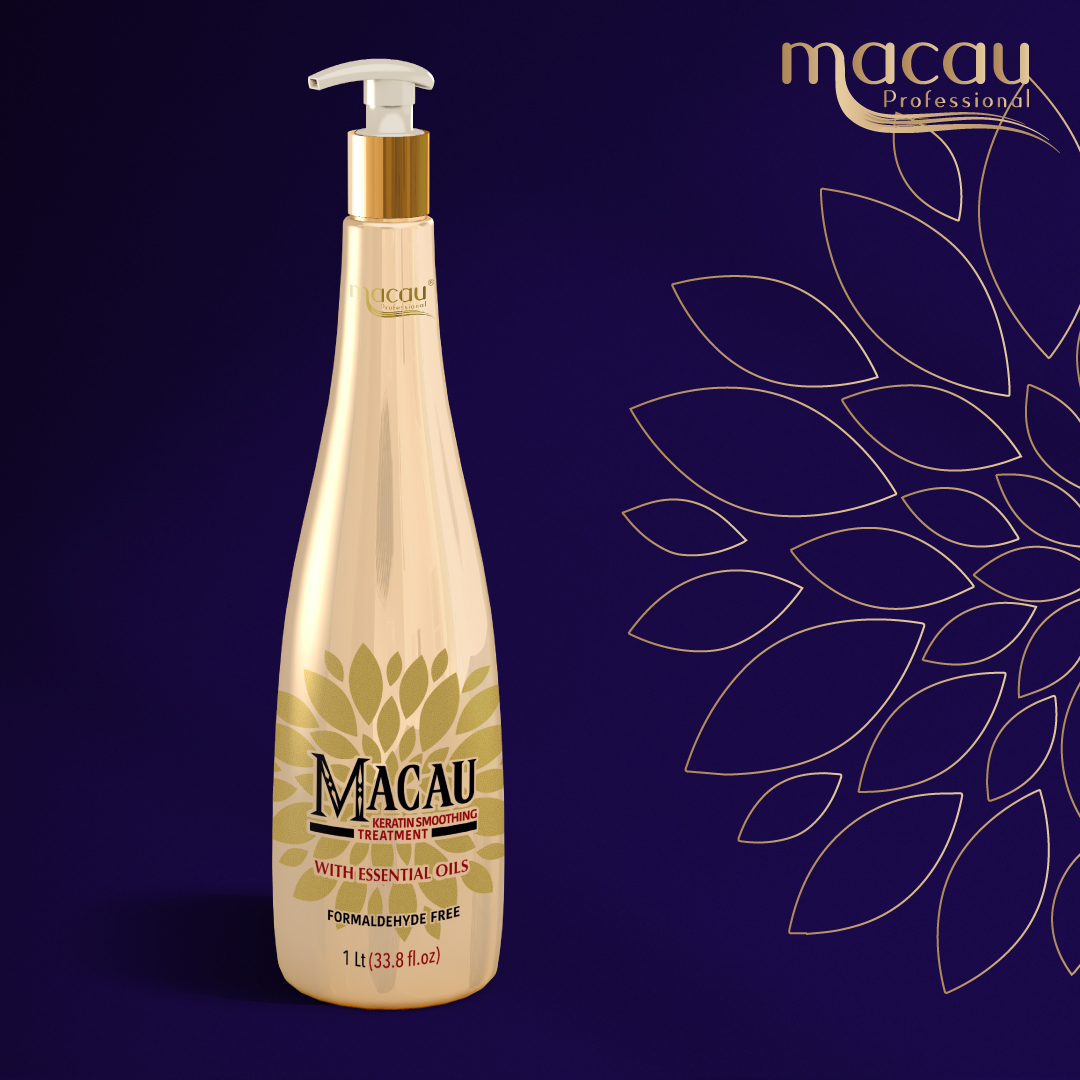 macau
Professional
macau®
Professional
MACAU
KERATIN SMOOTHING
TREATMENT
WITH ESSENTIAL OILS
FORMALDEHYDE FREE
1 Lt (33.8 fl.oz)